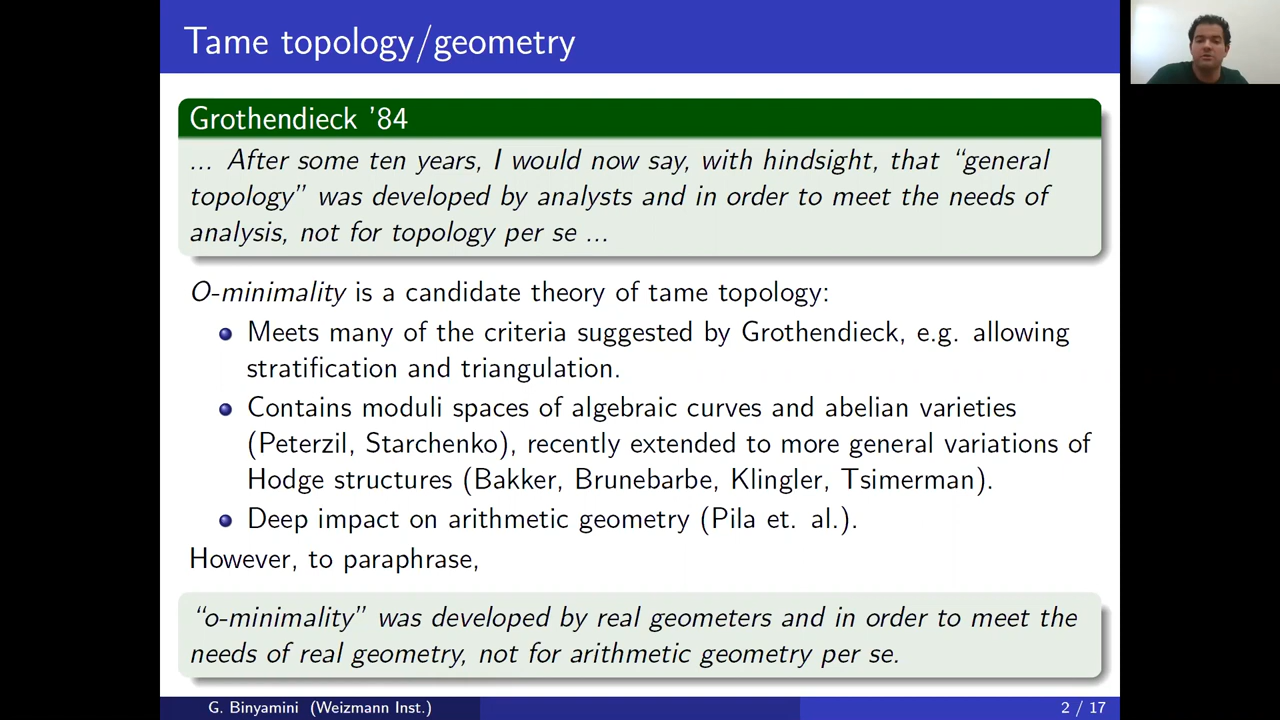 Tame topology/geometry
Grothendieck ’84
... After some ten years, I would now say, with hindsight, that “general
topology” was developed by analysts and in order to meet the needs of
analysis, not for topology per se ...
O-minimality is a candidate theory of tame topology:
Meets many of the criteria suggested by Grothendieck, e.g. allowing
stratification and triangulation.
Contains moduli spaces of algebraic curves and abelian varieties
(Peterzil, Starchenko), recently extended to more general variations of
Hodge structures (Bakker, Brunebarbe, Klingler, Tsimerman).
Deep impact on arithmetic geometry (Pila et. al.).
However, to paraphrase,
“o-minimality” was developed by real geometers and in order to meet the
needs of real geometry, not for arithmetic geometry per se.
G. Binyamini (Weizmann Inst.) 2 / 17